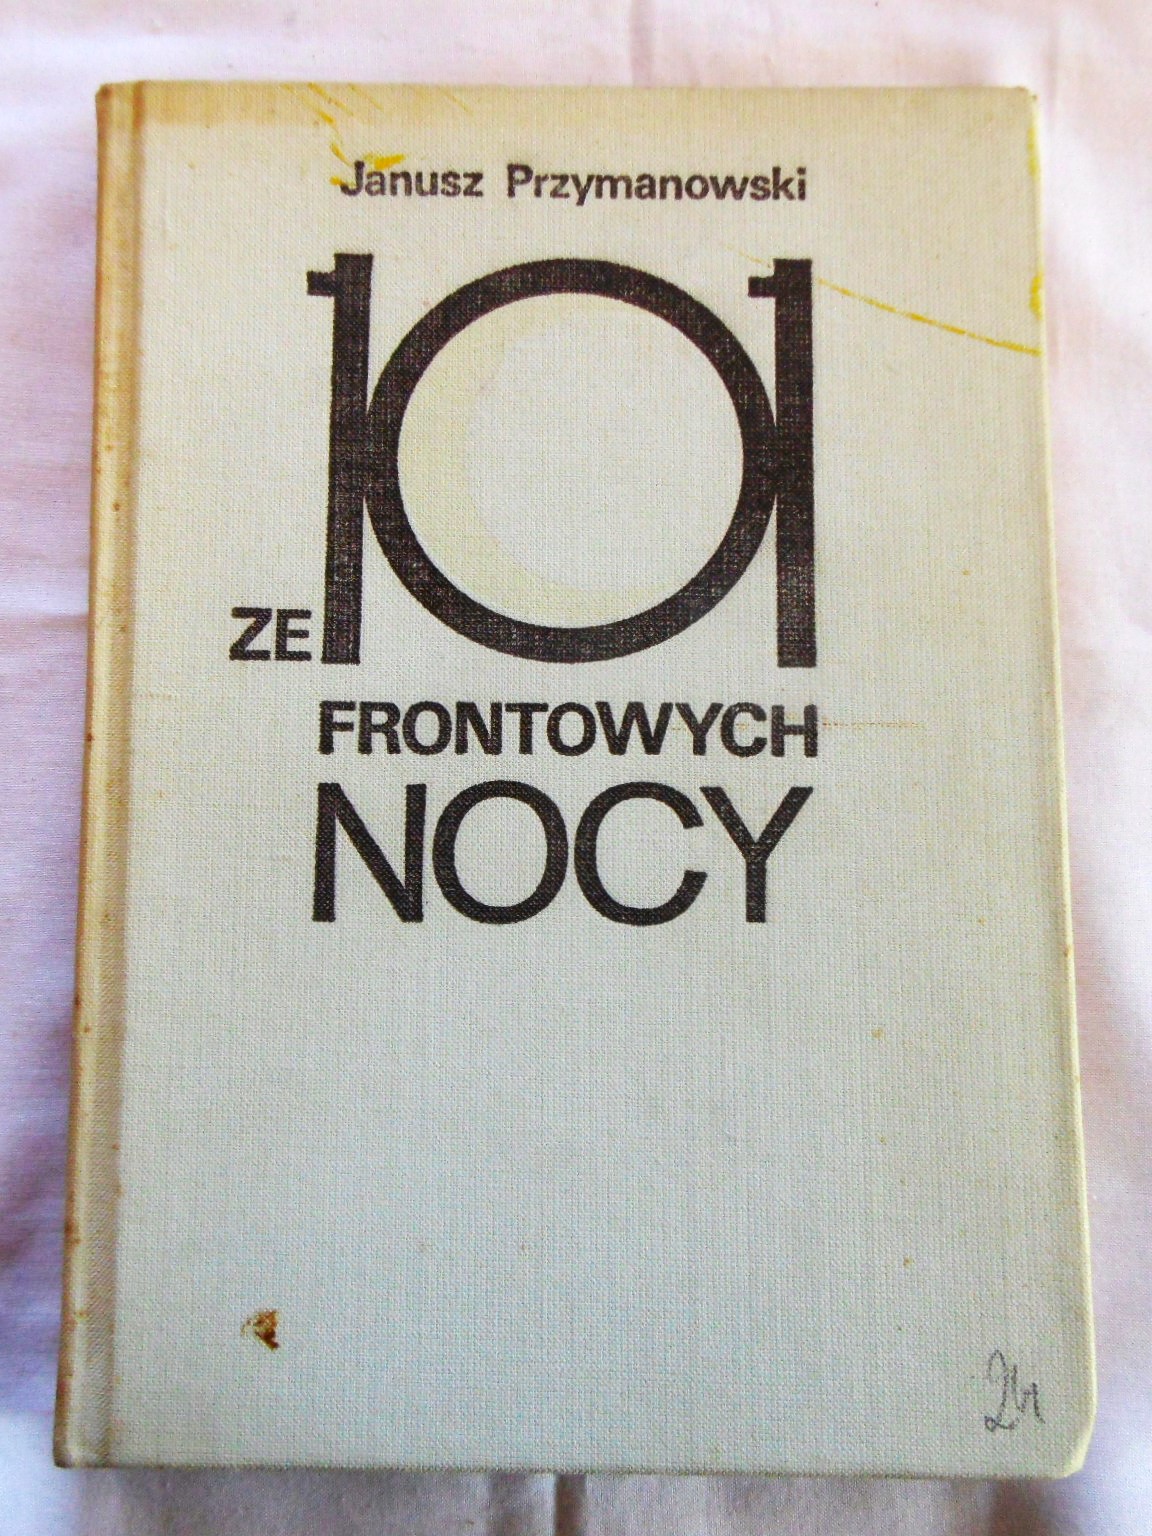 Janusz Przymanowski
ZE 101
FRONTOWYCH
NOCY